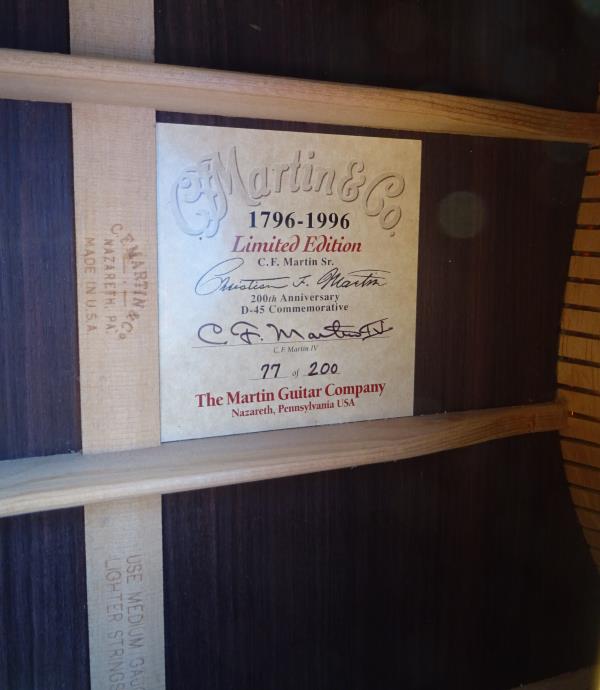 C.F. Martin & Co.
1796-1996
Limited Edition
C. F. Martin Sr.
Christian F. Martin
200th Anniversary
D-45 Commemorative
C. F. Martin IV
C. F. Martin IV
77 of 200
The Martin Guitar Company
Nazareth, Pennsylvania USA
C. F. MARTIN & CO
NAZARETH, PA.
MADE IN U.S.A.
USE MEDIUM
LIGHTER STRINGS